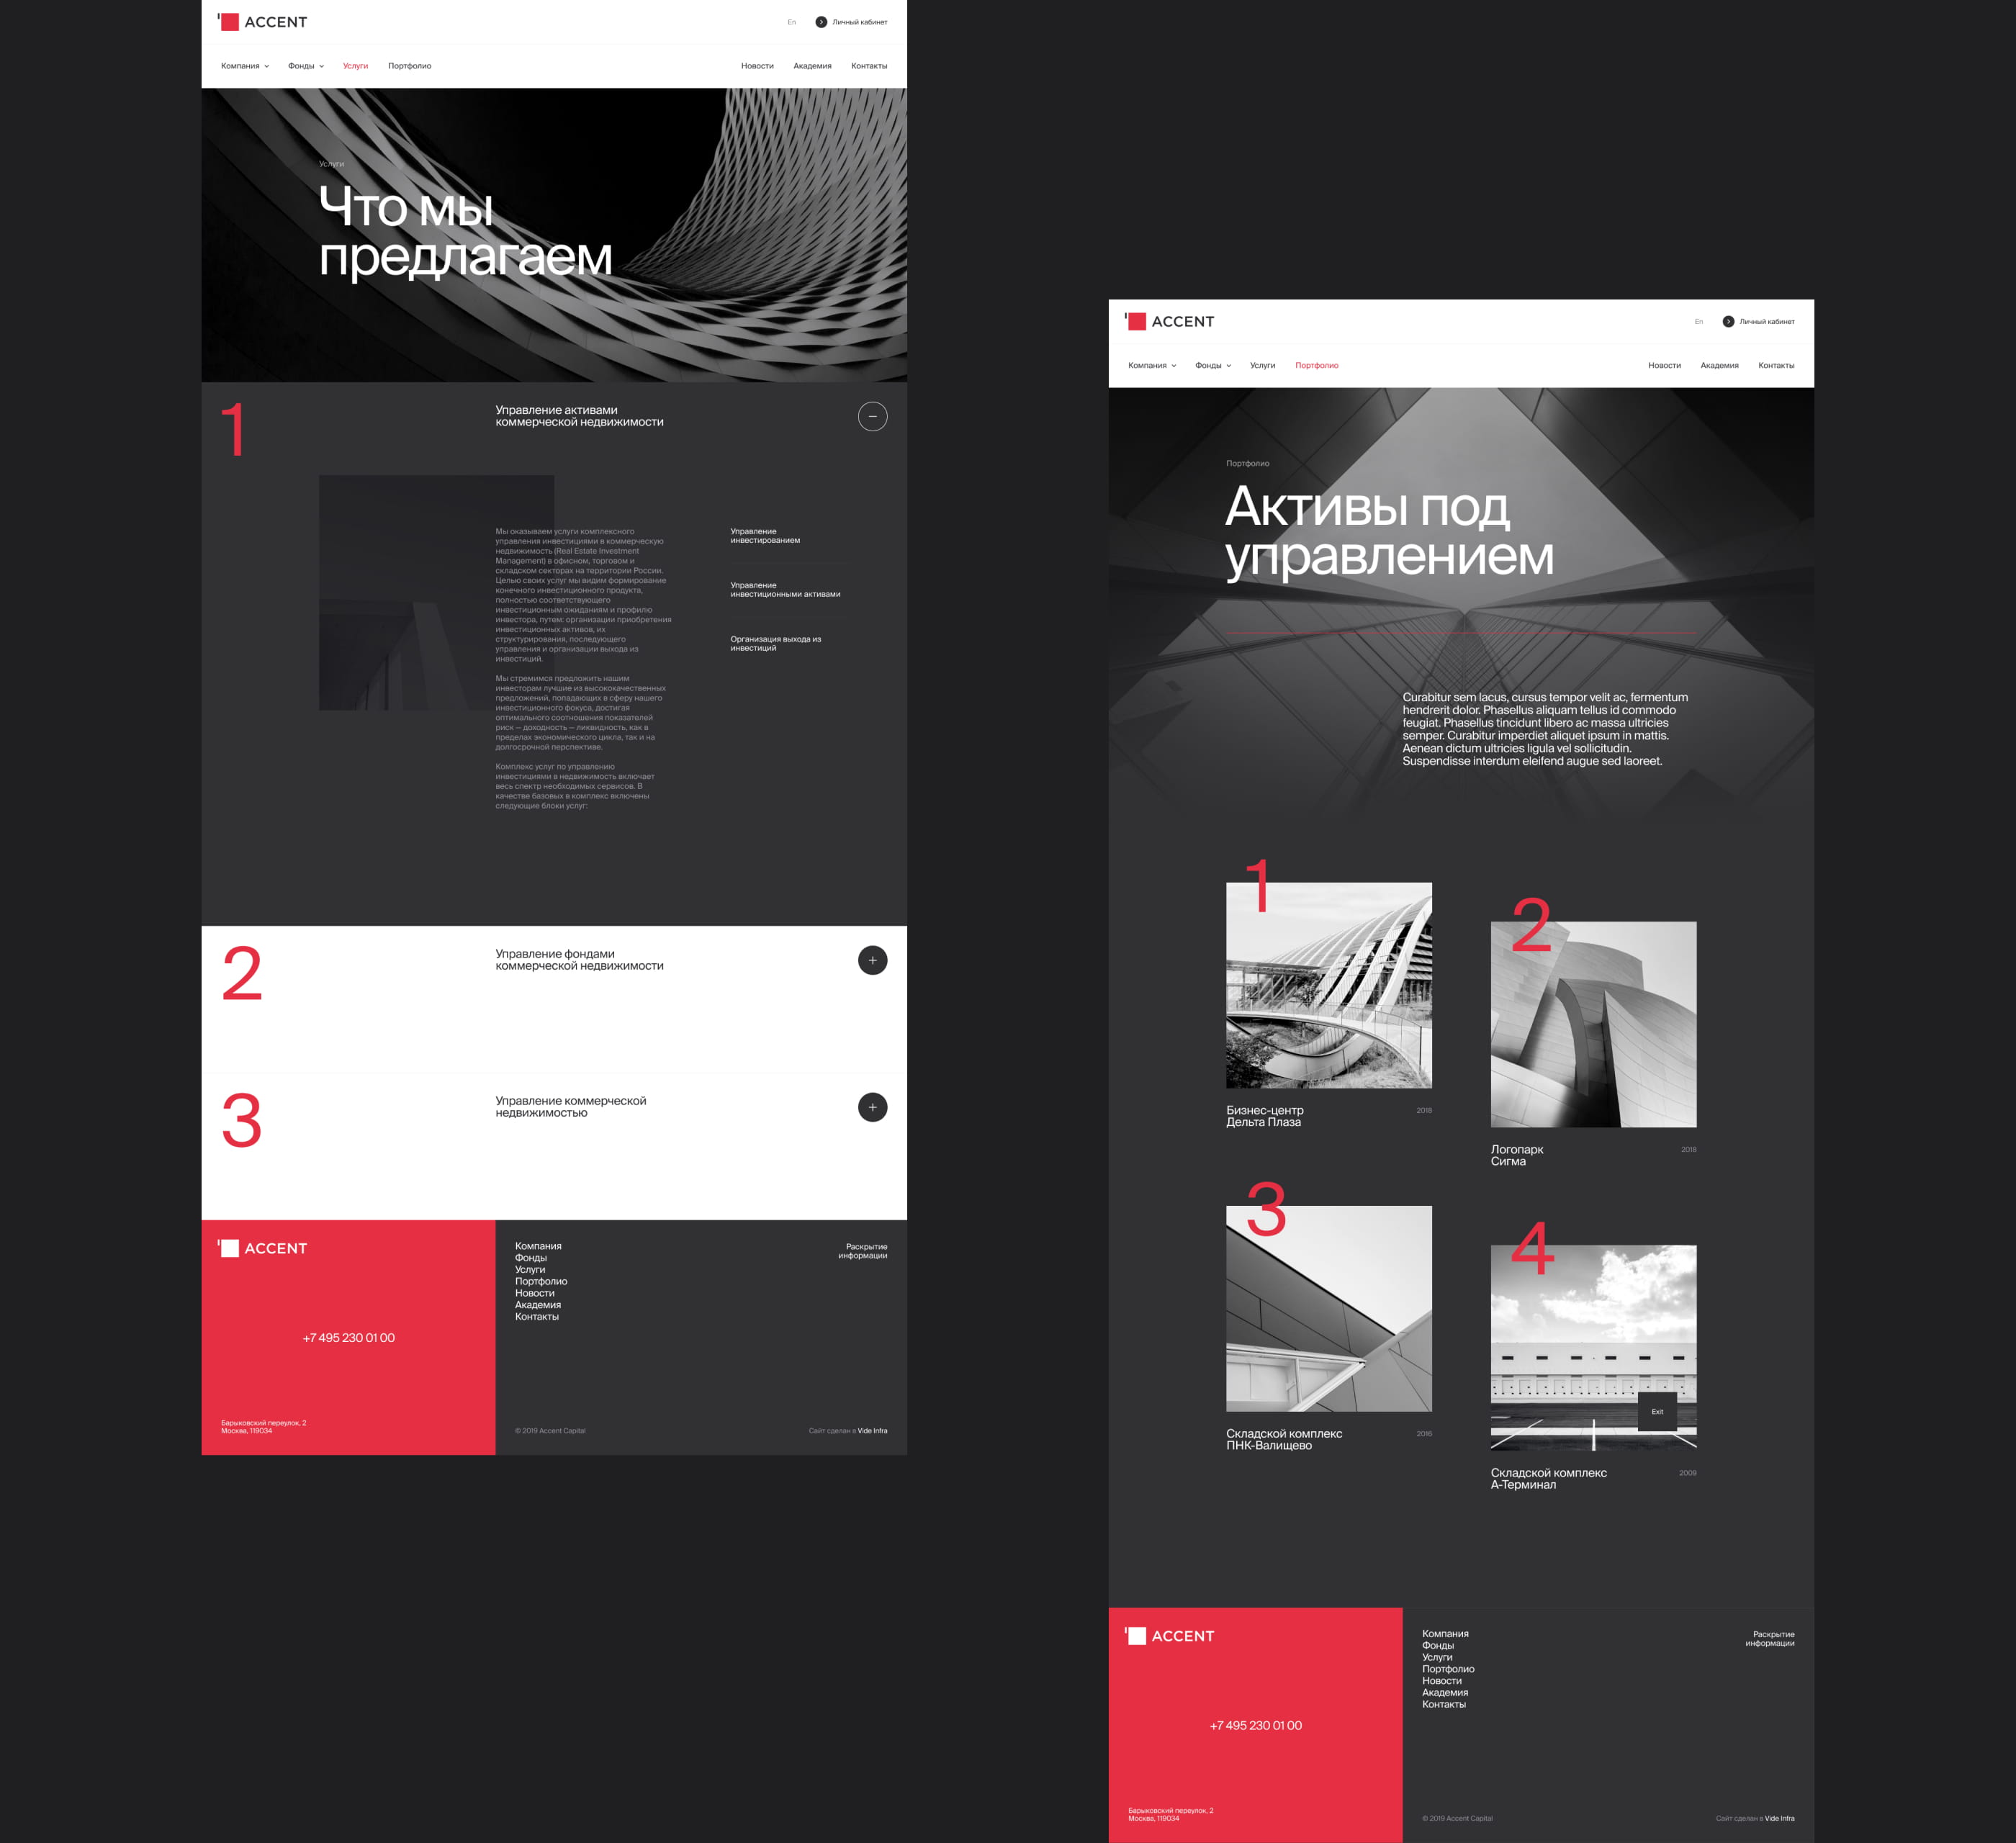 ACCENT
En
Личный кабинет
Компания
Фонды
Услуги
Портфолио
Новости
Академия
Контакты
Услуги
Что мы
предлагаем
1
Управление активами
коммерческой недвижимости
Мы оказываем услуги комплексного
управления инвестициями в коммерческую
недвижимость (Real Estate Investment
Management) в офисном, торговом и
складском секторах на территории России.
Целью своих услуг мы видим формирование
конечного инвестиционного продукта,
полностью соответствующего
инвестиционным ожиданиям и профилю
инвестора, путем: организации приобретения
инвестиционных активов, их
структурирования, последующего
управления и организации выхода из
инвестиций.
Мы стремимся предложить нашим
инвесторам лучшие из высококачественных
предложений, попадающих в сферу нашего
инвестиционного фокуса, достигая
оптимального соотношения показателей
риск — доходность — ликвидность, как в
пределах экономического цикла, так и на
долгосрочной перспективе.
Комплекс услуг по управлению
инвестициями в недвижимость включает
весь спектр необходимых сервисов. В
качестве базовых в комплекс включены
следующие блоки услуг:
Управление
инвестированием
Управление
инвестиционными активами
Организация выхода из
инвестиций
2
Управление фондами
коммерческой недвижимости
3
Управление коммерческой
недвижимостью
ACCENT
+7 495 230 01 00
Барыковский переулок, 2
Москва, 119034
Компания
Фонды
Услуги
Портфолио
Новости
Академия
Контакты
Раскрытие
информации
© 2019 Accent Capital
Сайт сделан в Vide Infra
ACCENT
En
Личный кабинет
Компания
Фонды
Услуги
Портфолио
Новости
Академия
Контакты
Портфолио
Активы под
управлением
Curabitur sem lacus, cursus tempor velit ac, fermentum
hendrerit dolor. Phasellus aliquam tellus id commodo
feugiat. Phasellus tincidunt libero ac massa ultricies
semper. Curabitur imperdiet aliquet ipsum in mattis.
Aenean dictum ultricies ligula vel sollicitudin.
Suspendisse interdum eleifend augue sed laoreet.
1
Бизнес-центр
Дельта Плаза
2018
2
Логопарк
Сигма
2018
3
Складской комплекс
ПНК-Валищево
2016
4
Exit
Складской комплекс
А-Терминал
2009
ACCENT
+7 495 230 01 00
Барыковский переулок, 2
Москва, 119034
Компания
Фонды
Услуги
Портфолио
Новости
Академия
Контакты
Раскрытие
информации
© 2019 Accent Capital
Сайт сделан в Vide Infra